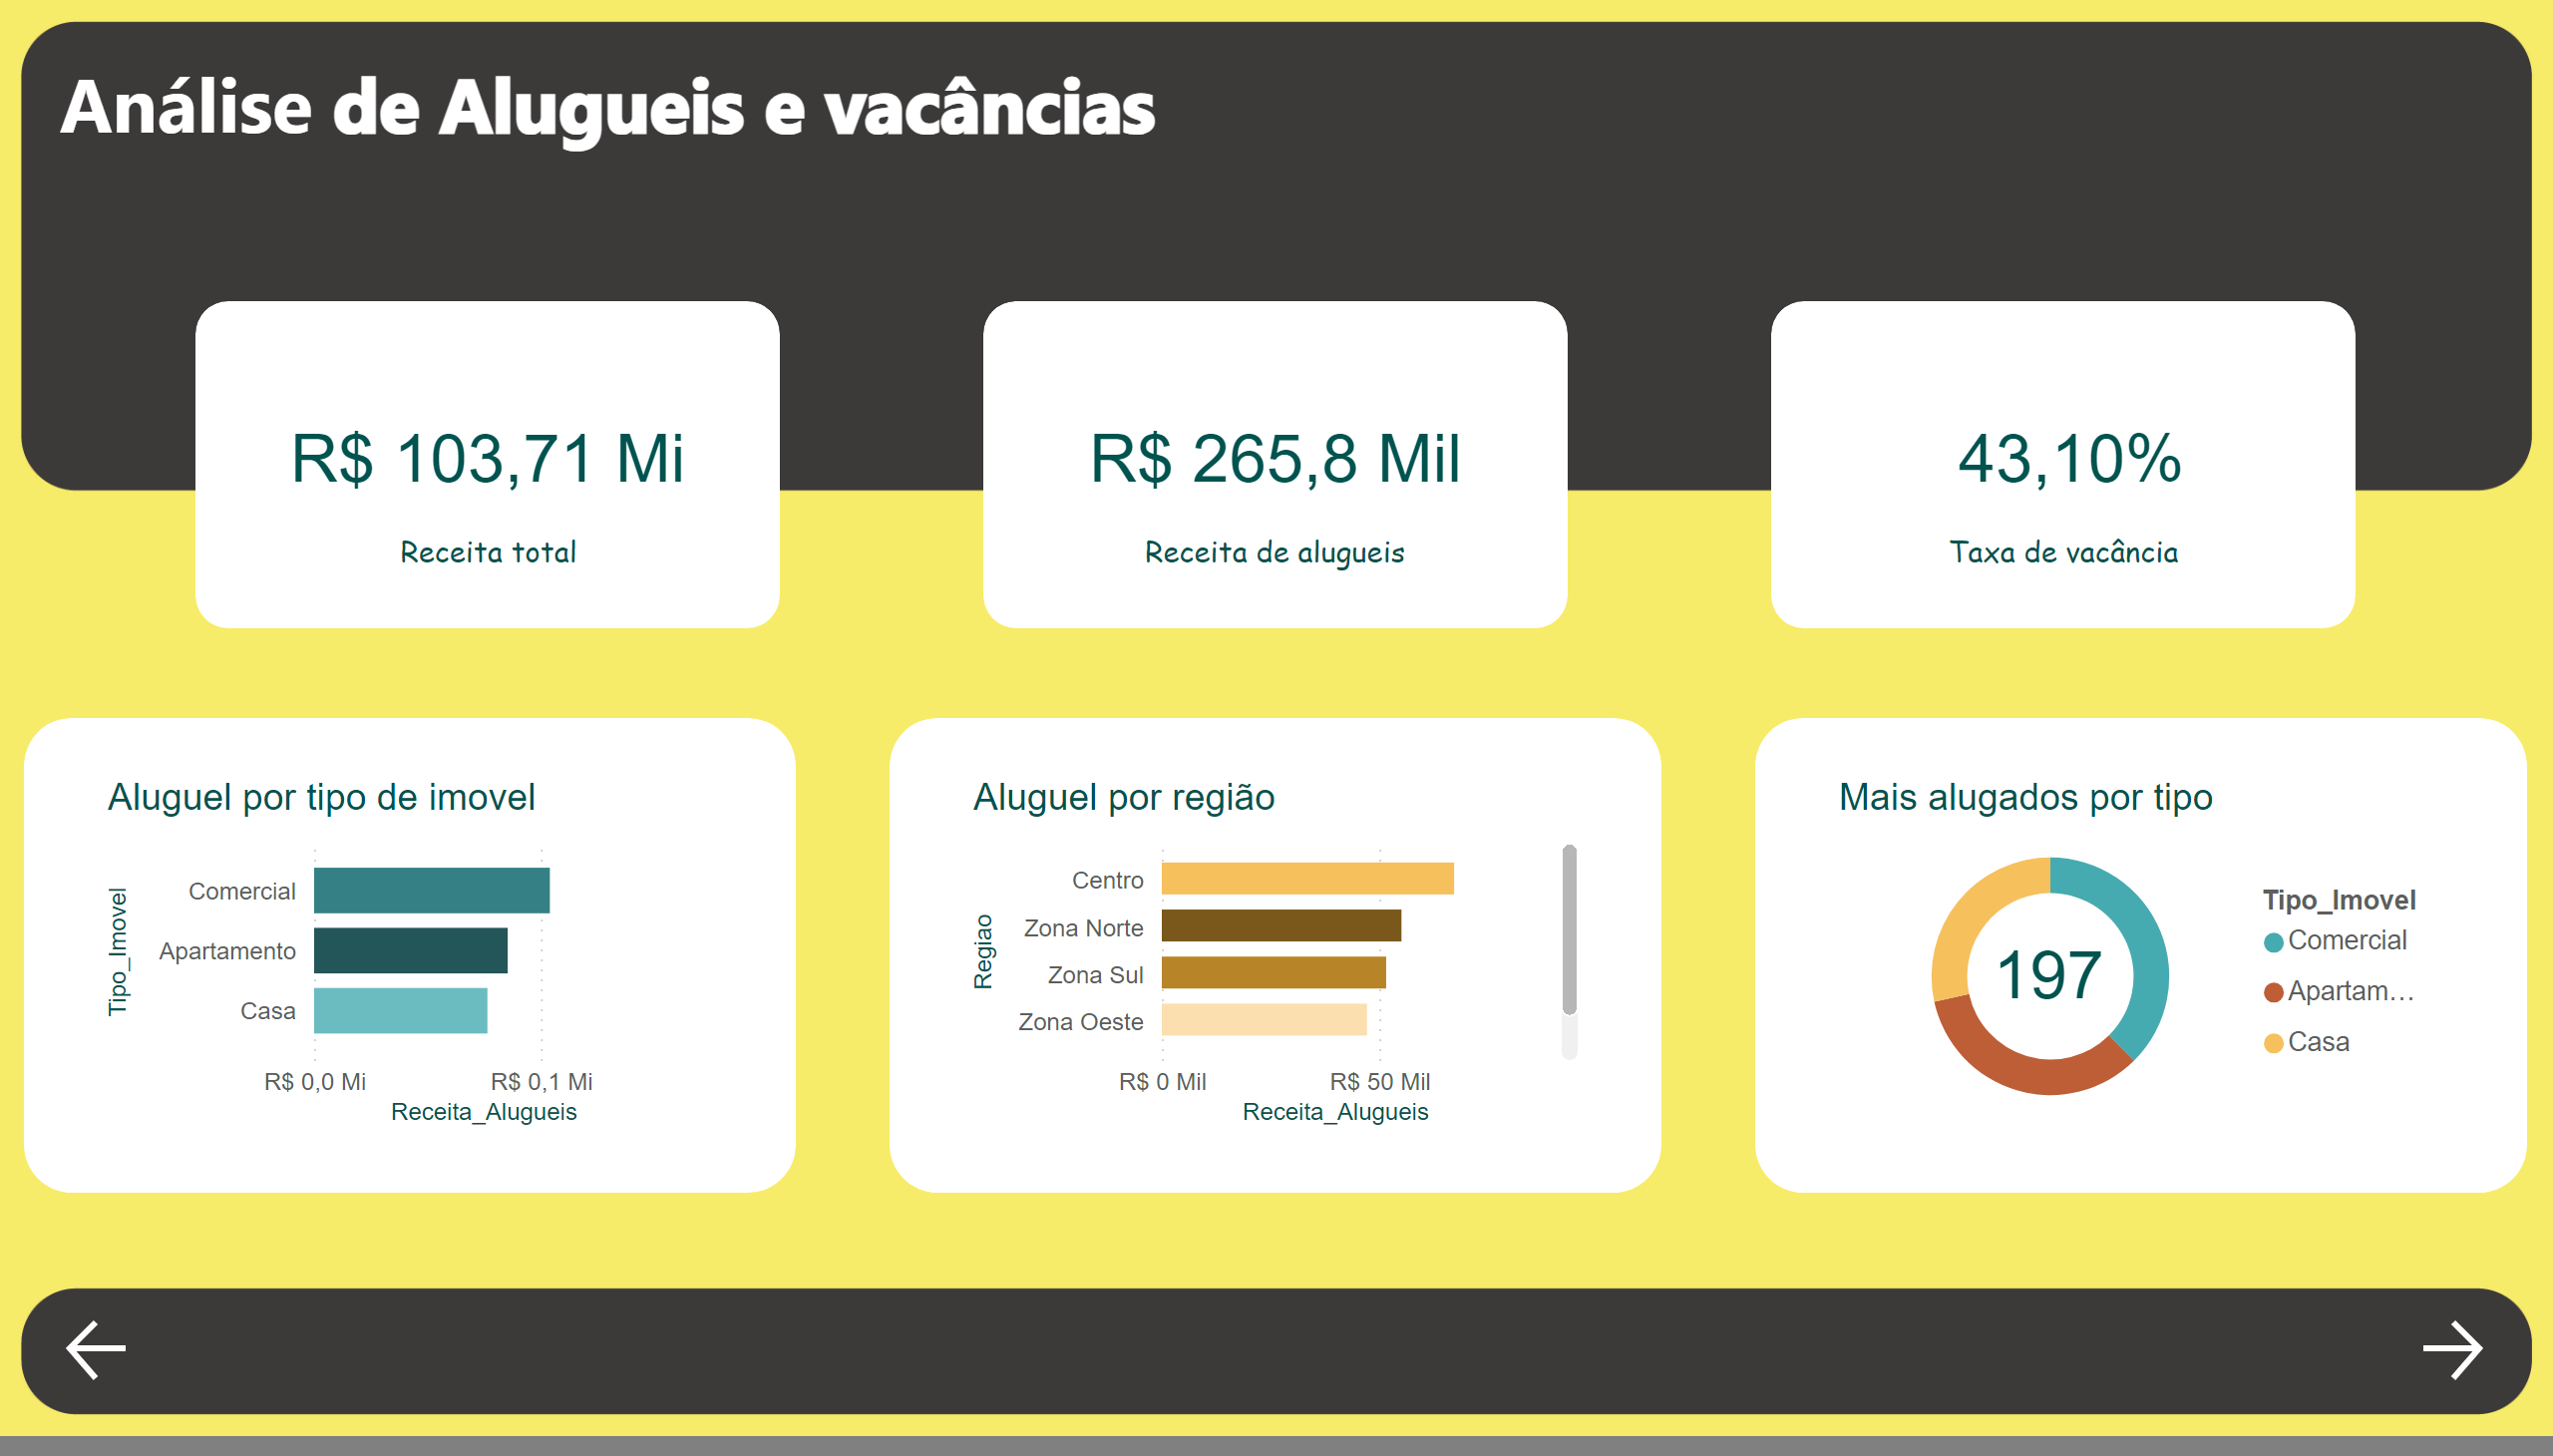 Análise de Alugueis e vacâncias
R$ 103,71 Mi
Receita total
R$ 265,8 Mil
Receita de alugueis
43,10%
Taxa de vacância
Aluguel por tipo de imovel
Tipo_Imovel
Comercial
Apartamento
Casa
R$ 0,0 Mi
R$ 0,1 Mi
Receita_Alugueis
Aluguel por região
Regiao
Centro
Zona Norte
Zona Sul
Zona Oeste
R$ 0 Mil
R$ 50 Mil
Receita_Alugueis
Mais alugados por tipo
197
Tipo_Imovel
Comercial
Apartam...
Casa